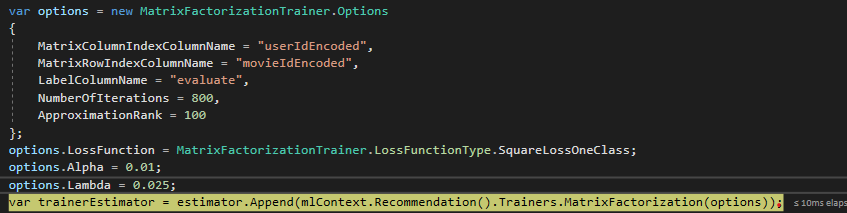 var options = new MatrixFactorizationTrainer.Options
{
MatrixColumnIndexColumnName = "userIdEncoded",
MatrixRowIndexColumnName = "movieIdEncoded",
LabelColumnName = "evaluate",
NumberOfIterations = 800,
ApproximationRank = 100
};
options.LossFunction = MatrixFactorizationTrainer.LossFunctionType.SquareLossOneClass;
options.Alpha = 0.01;
options.Lambda = 0.025;
var trainerEstimator = estimator.Append(mlContext.Recommendation().Trainers.MatrixFactorization(options)); ≤ 10ms elaps